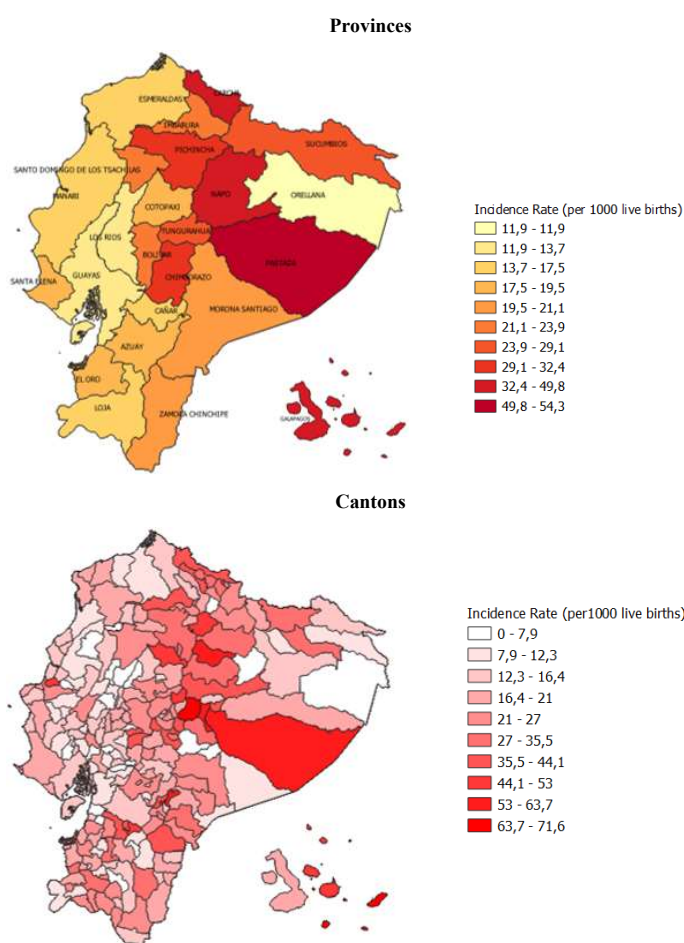 Provinces
ESMERALDAS
CARCHI
IMBABURA
SUCUMBIOS
PICHINCHA
SANTO DOMINGO DE LOS TSACHILAS
NAPO
ORELLANA
MANABI
COTOPAXI
LOS RIOS
TUNGURAHUA
BOLIVAR
PASTAZA
GUAYAS
CHIMBORAZO
SANTA ELENA
MORONA SANTIAGO
CAÑAR
AZUAY
EL ORO
LOJA
ZAMORA CHINCHIPE
GALAPAGOS
Incidence Rate (per 1000 live births)
11,9 - 11,9
11,9 - 13,7
13,7 - 17,5
17,5 - 19,5
19,5 - 21,1
21,1 - 23,9
23,9 - 29,1
29,1 - 32,4
32,4 - 49,8
49,8 - 54,3
Cantons
Incidence Rate (per1000 live births)
0 - 7,9
7,9 - 12,3
12,3 - 16,4
16,4 - 21
21 - 27
27 - 35,5
35,5 - 44,1
44,1 - 53
53 - 63,7
63,7 - 71,6